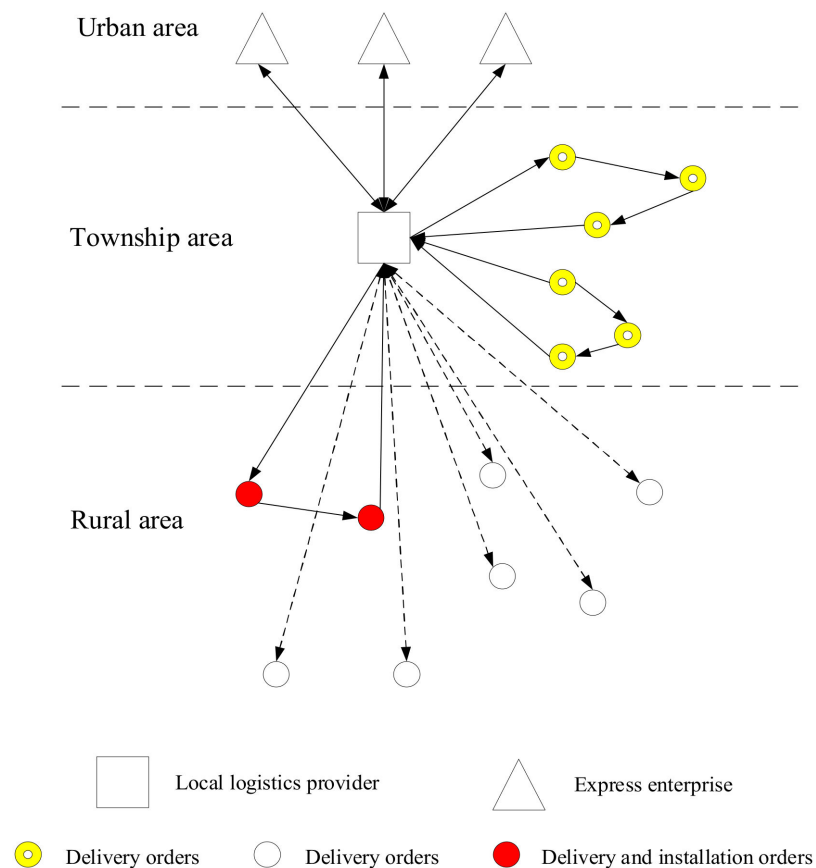 Urban area
Township area
Rural area
Local logistics provider
Express enterprise
Delivery orders
Delivery orders
Delivery and installation orders